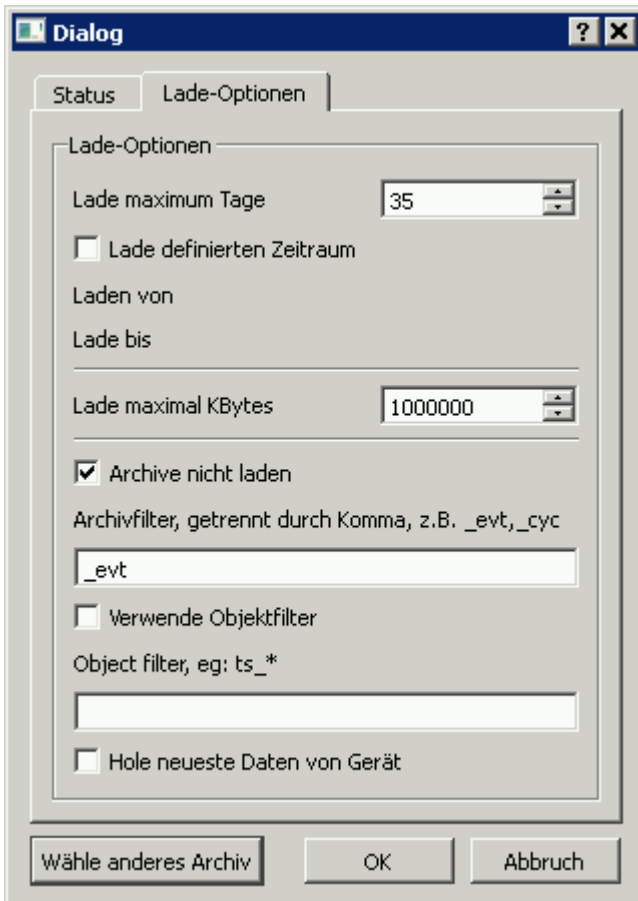 Dialog
Status
Lade-Optionen
Lade-Optionen
Lade maximum Tage
35
Lade definierten Zeitraum
Laden von
Lade bis
Lade maximal KBytes
1000000
Archive nicht laden
Archivfilter, getrennt durch Komma, z.B. _evt,_cyc
_evt
Verwende Objektfilter
Object filter, eg: ts_*
Hole neueste Daten von Gerät
Wähle anderes Archiv
OK
Abbruch